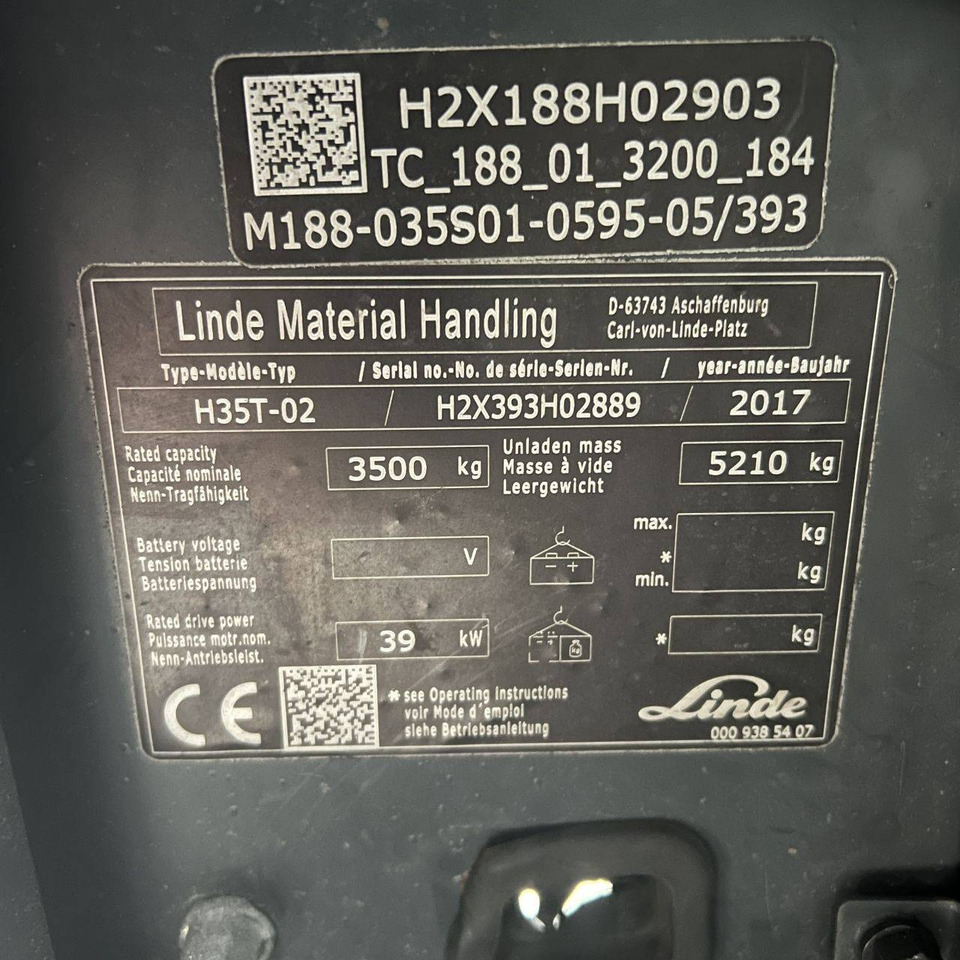 H2X188H02903
TC_188_01_3200_184
M188-035S01-0595-05/393
Linde Material Handling
D-63743 Aschaffenburg
Carl-von-Linde-Platz
Type-Modèle-Typ / Serial no.-No. de série-Serien-Nr. / year-année-Baujahr
H35T-02 / H2X393H02889 / 2017
Rated capacity
Capacité nominale
Nenn-Tragfähigkeit
3500 kg
Unladen mass
Masse à vide
Leergewicht
5210 kg
Battery voltage
Tension batterie
Batteriespannung
V
- +
max.
*
min.
kg
kg
Rated drive power
Puissance motr.nom.
Nenn-Antriebsleist.
39 kW
- +
kg
* kg
CE
* see Operating Instructions
voir Mode d'emploi
siehe Betriebsanleitung
Linde
000 938 54 07